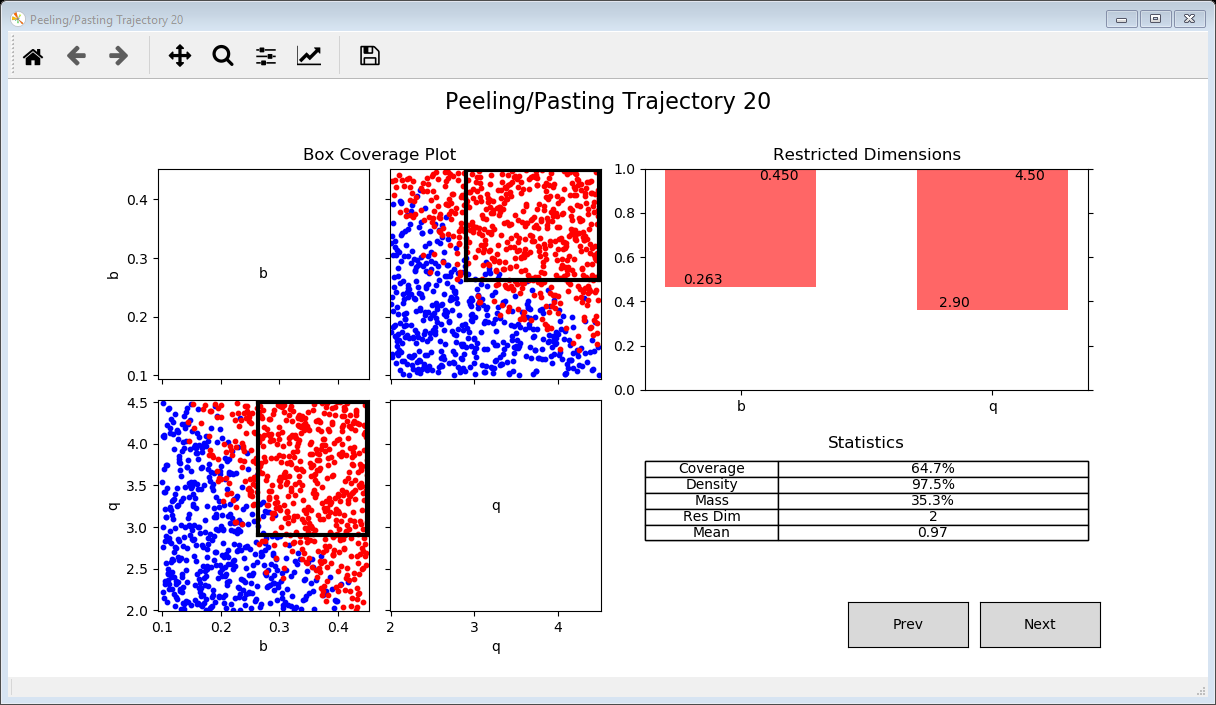 Peeling/Pasting Trajectory 20
Peeling/Pasting Trajectory 20
Box Coverage Plot
b
0.4
0.3
0.2
0.1
b
q
4.5
4.0
3.5
3.0
2.5
2.0
q
0.1 0.2 0.3 0.4
b
2 3 4
q
Restricted Dimensions
1.0
0.8
0.6
0.4
0.2
0.0
0.450
0.263
4.50
2.90
b q
Statistics
Coverage 64.7%
Density 97.5%
Mass 35.3%
Res Dim 2
Mean 0.97
Prev Next